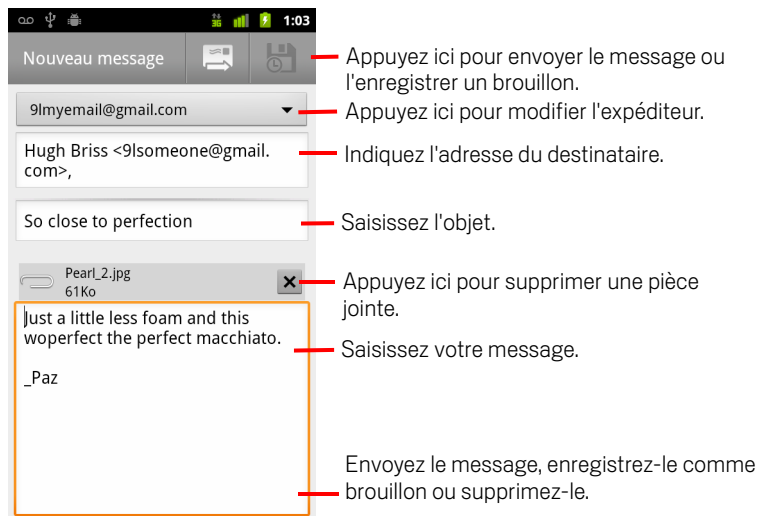 1:03
Nouveau message
Appuyez ici pour envoyer le message ou
l'enregistrer un brouillon.
9lmyemail@gmail.com
Appuyez ici pour modifier l'expéditeur.
Hugh Briss <9lsomeone@gmail.
com>,
Indiquez l'adresse du destinataire.
So close to perfection
Saisissez l'objet.
Pearl_2.jpg
61Ko
Appuyez ici pour supprimer une pièce
jointe.
Just a little less foam and this
woperfect the perfect macchiato.
Saisissez votre message.
_Paz
Envoyez le message, enregistrez-le comme
brouillon ou supprimez-le.